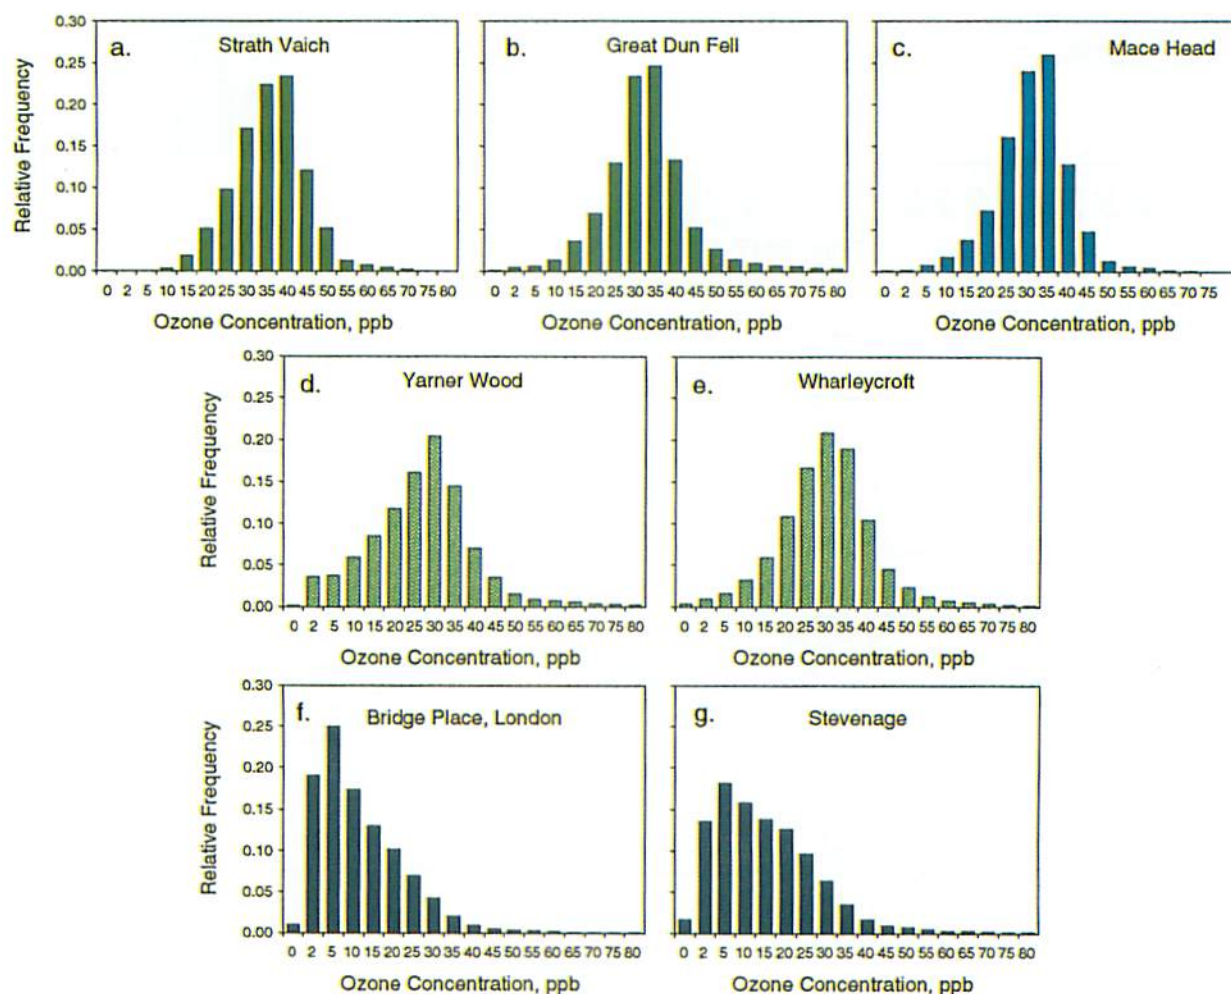 a. Strath Vaich
0.30
0.25
0.20
0.15
0.10
0.05
0.00
Relative Frequency
0 2 5 10 15 20 25 30 35 40 45 50 55 60 65 70 75 80
Ozone Concentration, ppb
b. Great Dun Fell
0 2 5 10 15 20 25 30 35 40 45 50 55 60 65 70 75 80
Ozone Concentration, ppb
c. Mace Head
0 2 5 10 15 20 25 30 35 40 45 50 55 60 65 70 75
Ozone Concentration, ppb
d. Yarner Wood
0.30
0.25
0.20
0.15
0.10
0.05
0.00
Relative Frequency
0 2 5 10 15 20 25 30 35 40 45 50 55 60 65 70 75 80
Ozone Concentration, ppb
e. Wharleycroft
0 2 5 10 15 20 25 30 35 40 45 50 55 60 65 70 75 80
Ozone Concentration, ppb
f. Bridge Place, London
0.30
0.25
0.20
0.15
0.10
0.05
0.00
Relative Frequency
0 2 5 10 15 20 25 30 35 40 45 50 55 60 65 70 75 80
Ozone Concentration, ppb
g. Stevenage
0 2 5 10 15 20 25 30 35 40 45 50 55 60 65 70 75 80
Ozone Concentration, ppb